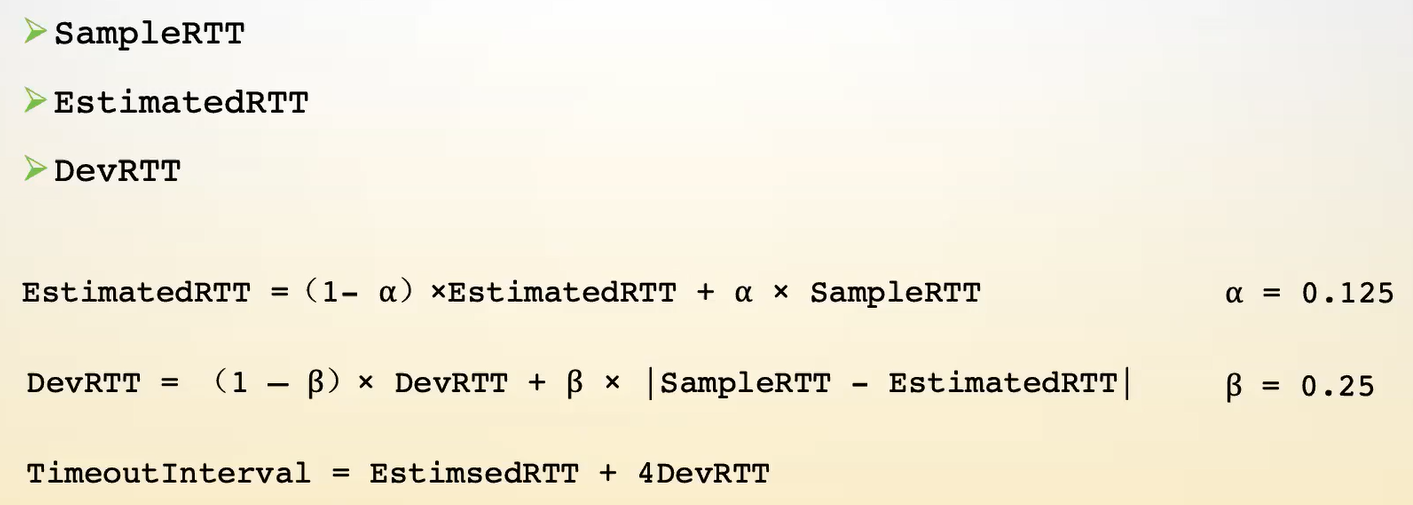 ➢SampleRTT
➢EstimatedRTT
➢DevRTT
EstimatedRTT =（1- α）×EstimatedRTT + α × SampleRTT α = 0.125
DevRTT = （1 — β）× DevRTT + β × |SampleRTT - EstimatedRTT| β = 0.25
TimeoutInterval = EstimsedRTT + 4DevRTT